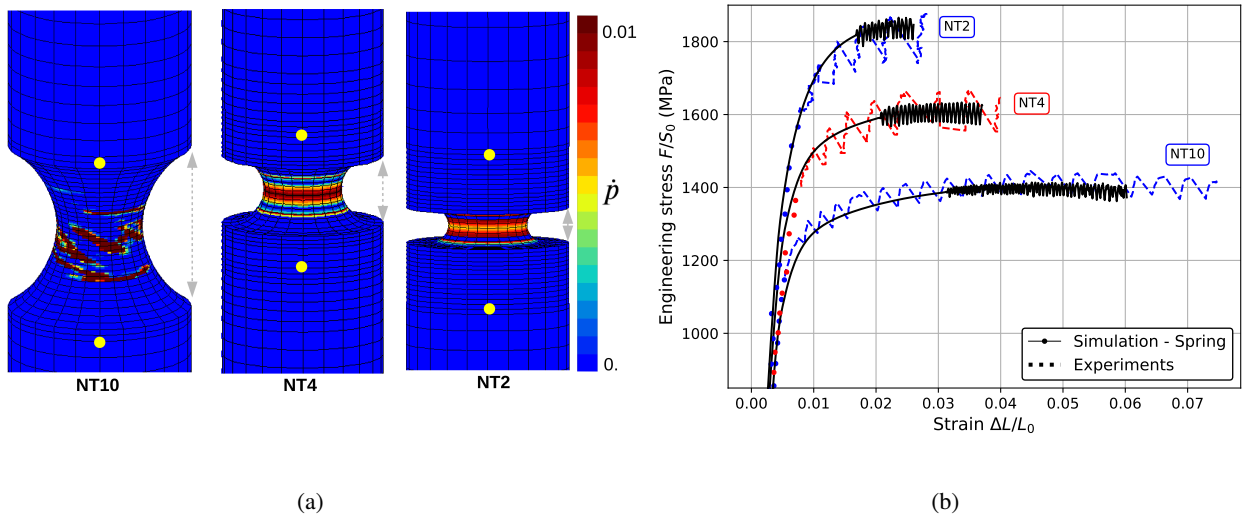 0.01
ṗ
0.
NT10
NT4
NT2
(a)
Engineering stress F/S₀ (MPa)
1800
1600
1400
1200
1000
NT2
NT4
NT10
Simulation - Spring
Experiments
0.00 0.01 0.02 0.03 0.04 0.05 0.06 0.07
Strain ΔL/L₀
(b)